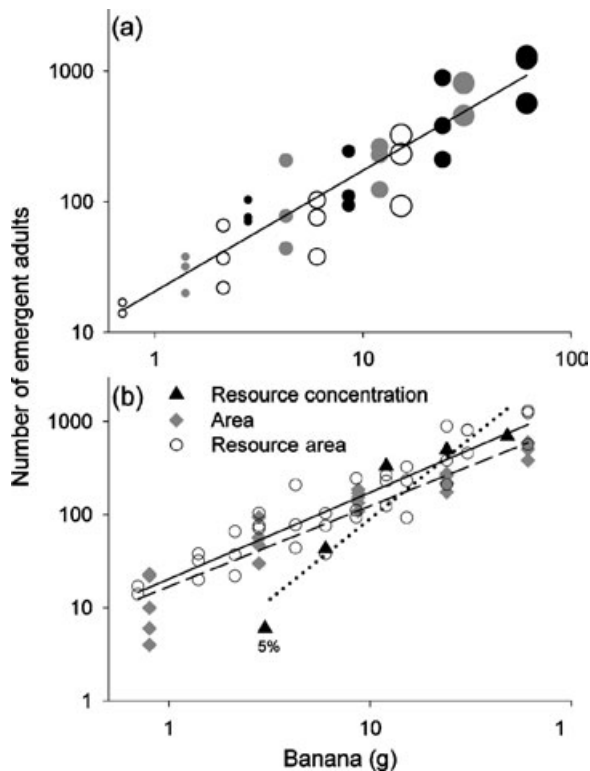 (a)
1000
100
10
1
10
100
Number of emergent adults
(b)
Resource concentration
Area
Resource area
1000
100
10
1
5%
1
10
1
Banana (g)